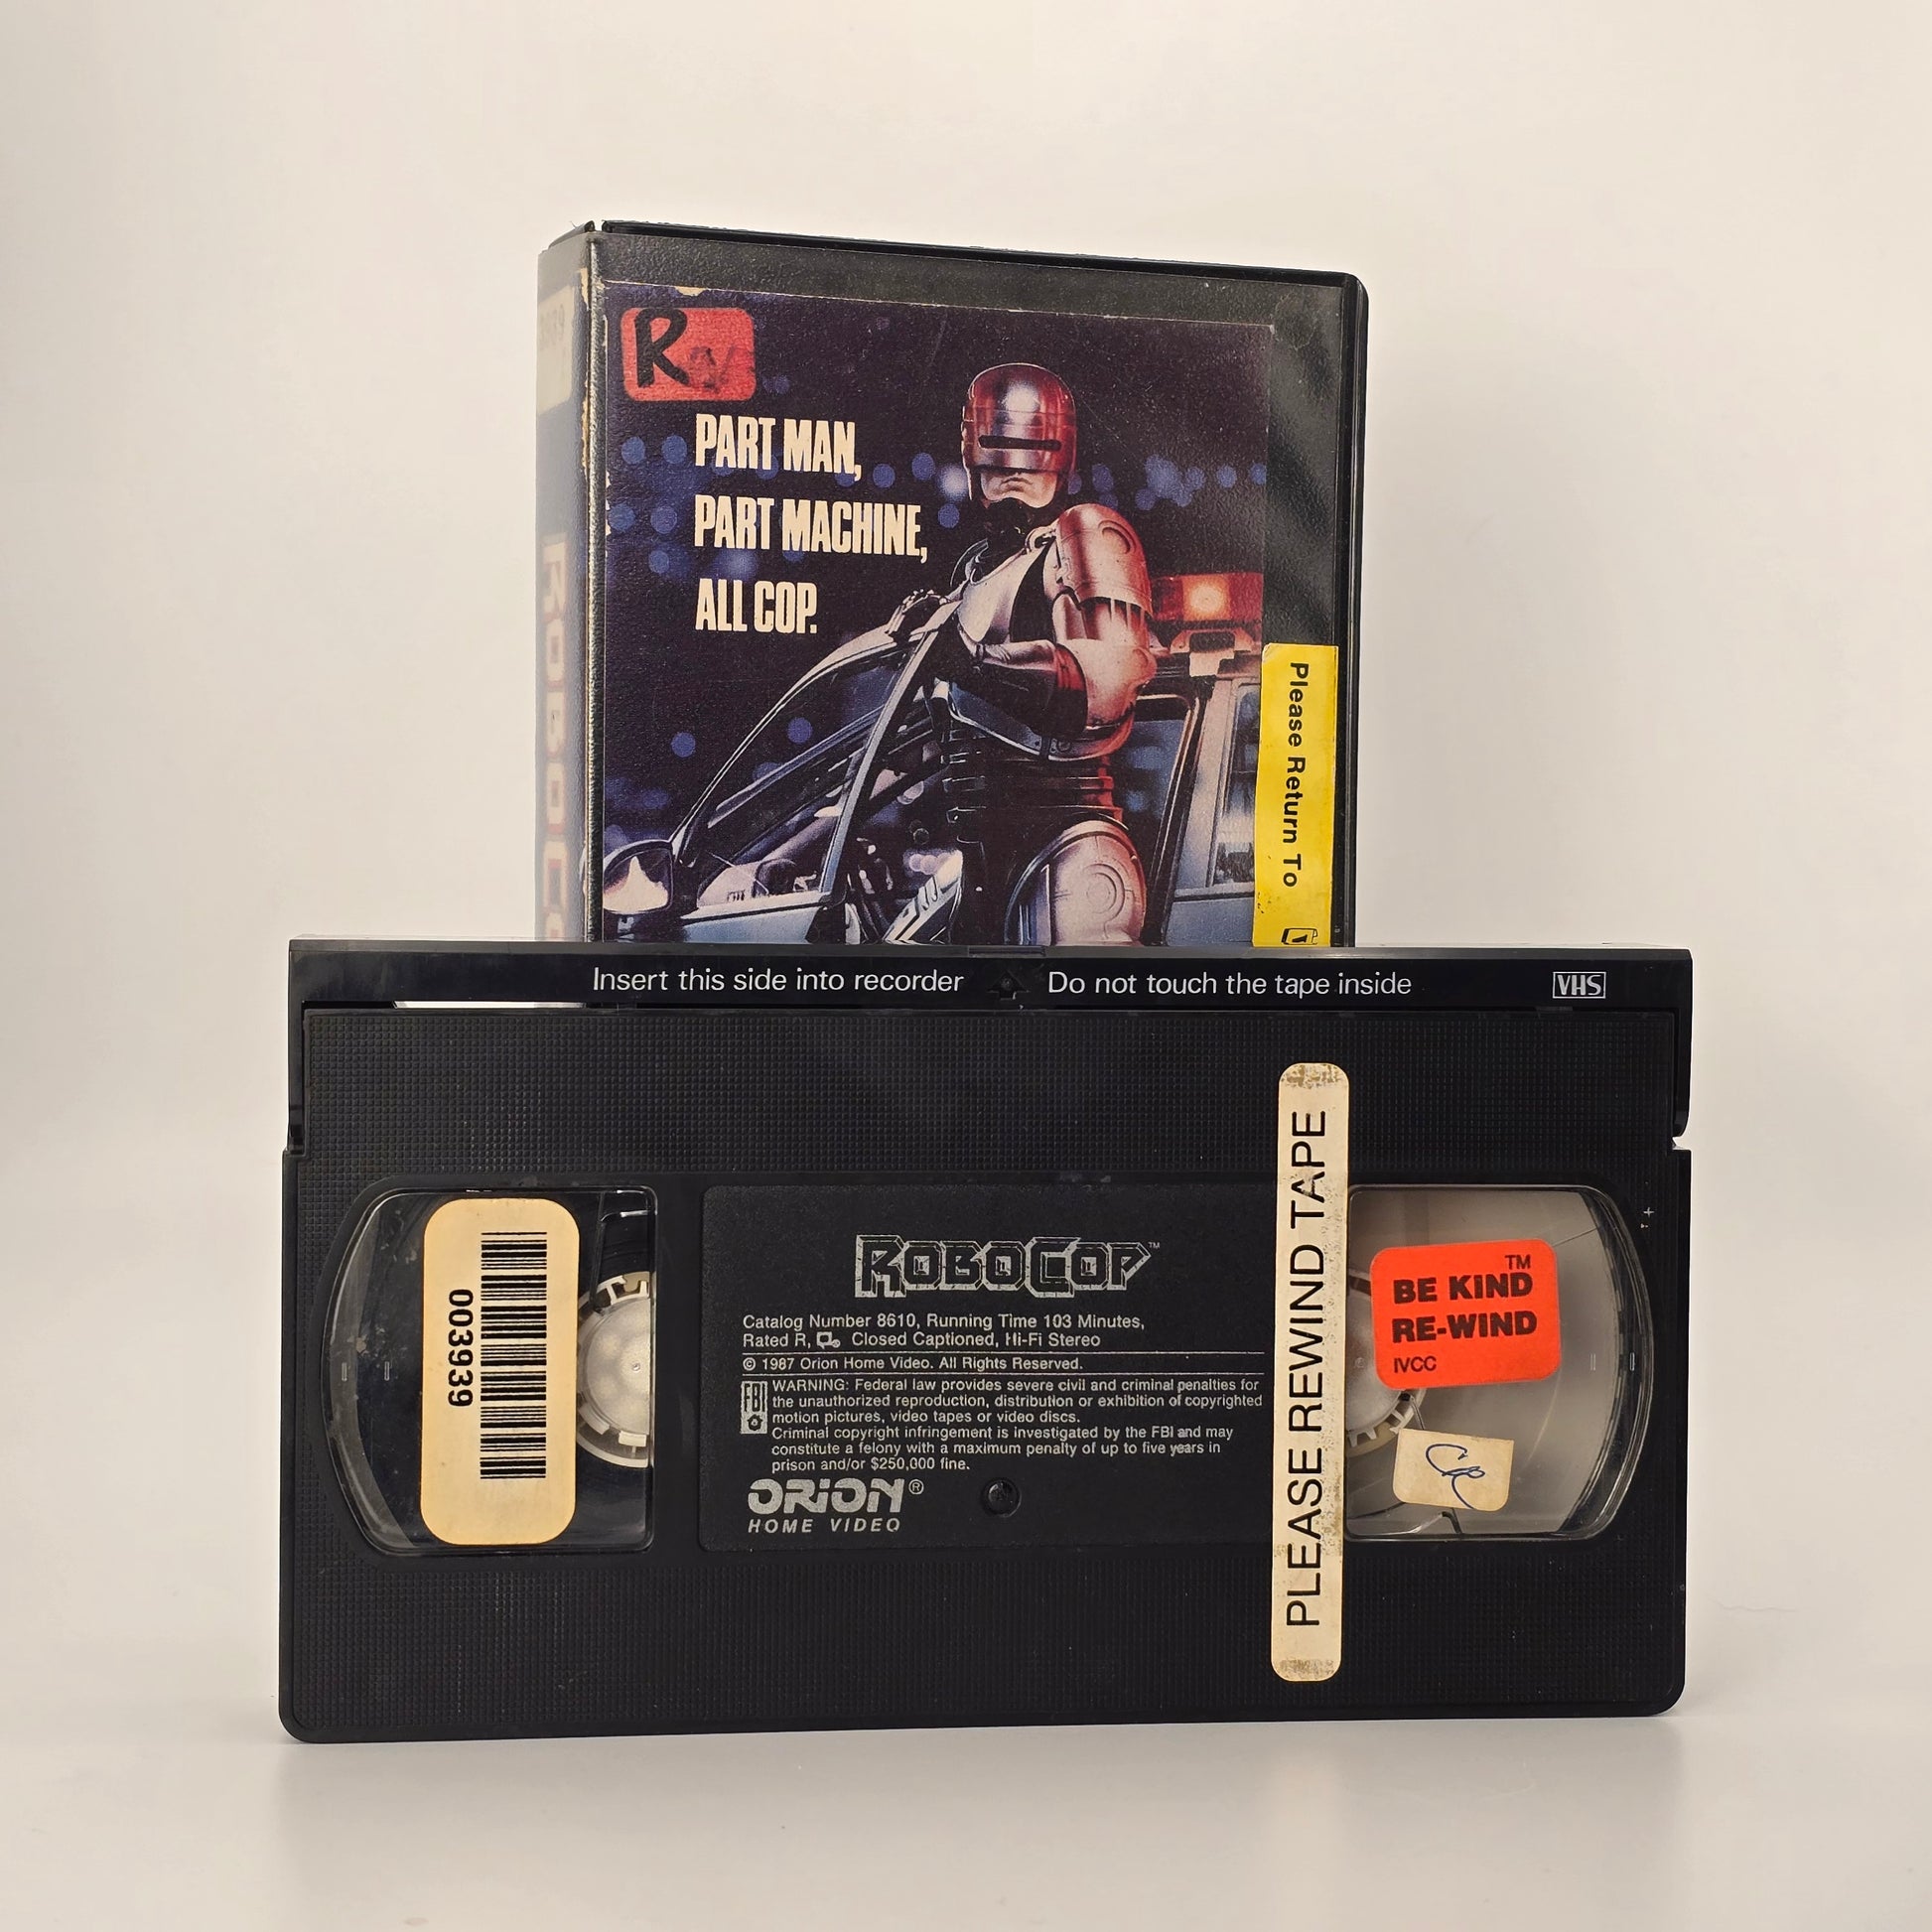 R
PART MAN,
PART MACHINE,
ALL COP.
Please Return To
ROBOCO
Insert this side into recorder
Do not touch the tape inside
VHS
003939
ROBOCOP™
Catalog Number 8610, Running Time 103 Minutes,
Rated R, Closed Captioned, Hi-Fi Stereo
© 1987 Orion Home Video. All Rights Reserved.
FBI
WARNING: Federal law provides severe civil and criminal penalties for
the unauthorized reproduction, distribution or exhibition of copyrighted
motion pictures, video tapes or video discs.
Criminal copyright infringement is investigated by the FBI and may
constitute a felony with a maximum penalty of up to five years in
prison and/or $250,000 fine.
ORION®
HOME VIDEO
PLEASE REWIND TAPE
BE KIND™
RE-WIND
IVCC